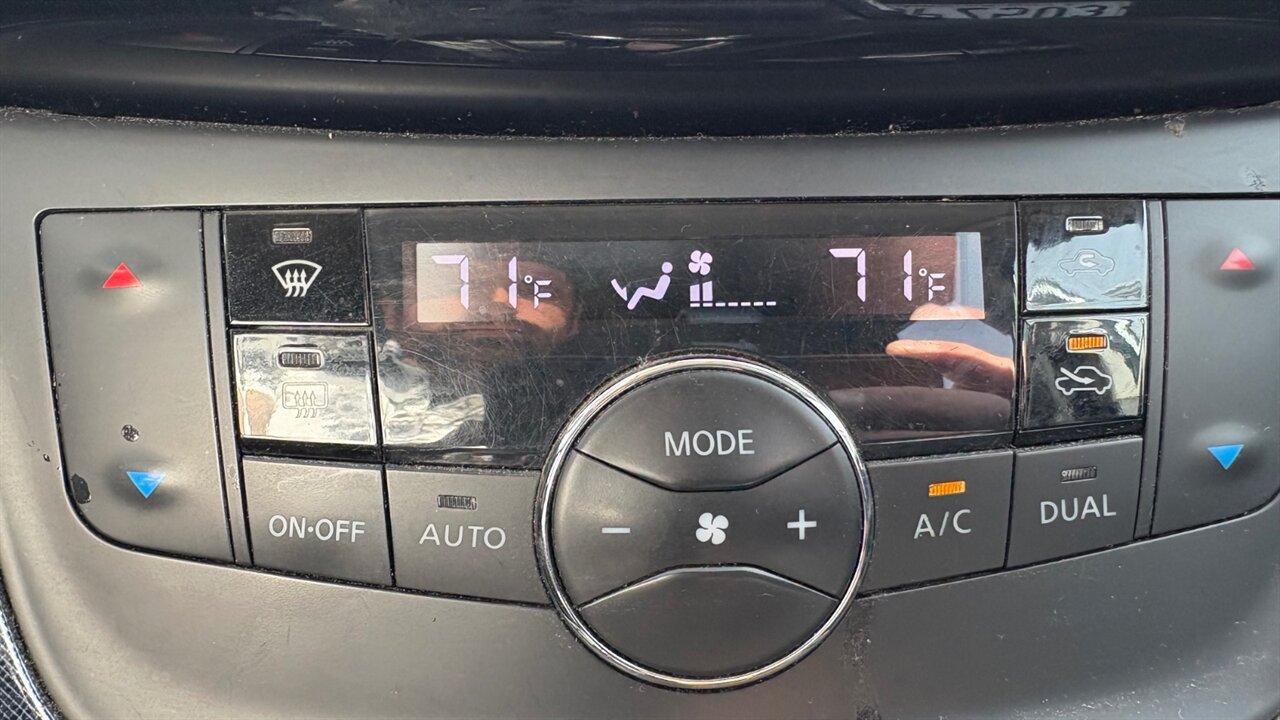 71°F 71°F
MODE
ON•OFF AUTO - + A/C DUAL